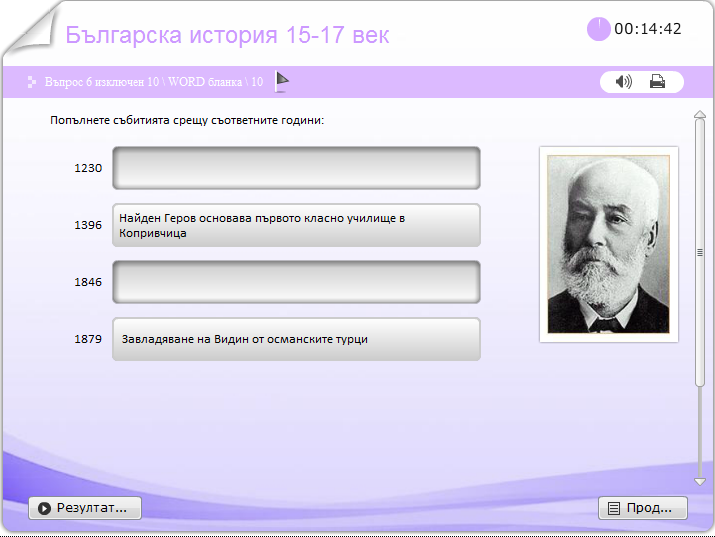 Българска история 15-17 век
00:14:42
Въпрос 6 изключен 10 \ WORD бланка \ 10
Попълнете събитията срещу съответните години:
1230
1396 Найден Геров основава първото класно училище в
Копривчица
1846
1879 Завладяване на Видин от османските турци
Резултат...
Прод...